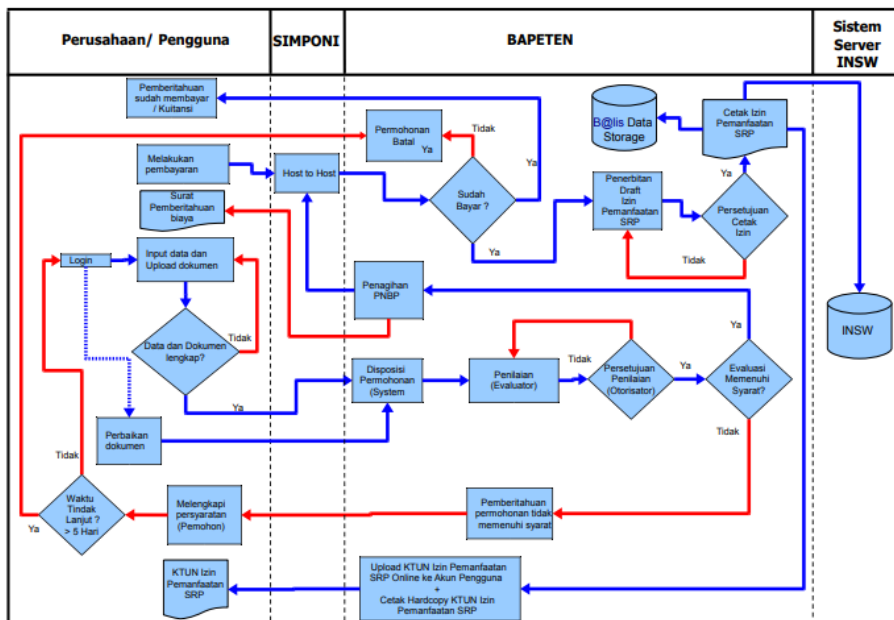 Perusahaan/ Pengguna
SIMPONI
BAPETEN
Sistem
Server
INSW
Pemberitahuan
sudah membayar
/ Kuitansi
Permohonan
Batal
Ya
Tidak
Ya
B@lis Data
Storage
Cetak Izin
Pemanfaatan
SRP
Melakukan
pembayaran
Host to Host
Sudah
Bayar ?
Ya
Penerbitan
Draft
Izin
Pemanfaatan
SRP
Ya
Persetujuan
Cetak
Izin
Tidak
Surat
Pemberitahuan
biaya
Login
Input data dan
Upload dokumen
Penagihan
PNBP
INSW
Data dan Dokumen
lengkap?
Tidak
Ya
Disposisi
Permohonan
(System
Penilaian
(Evaluator)
Tidak
Persetujuan
Penilaian
(Otorisator)
Ya
Ya
Evaluasi
Memenuhi
Syarat?
Tidak
Perbaikan
dokumen
Tidak
Waktu
Tindak
Lanjut ?
> 5 Hari
Ya
Melengkapi
persyaratan
(Pemohon)
Pemberitahuan
permohonan tidak
memenuhi syarat
KTUN Izin
Pemanfaatan
SRP
Upload KTUN Izin Pemanfaatan
SRP Online ke Akun Pengguna
+
Cetak Hardcopy KTUN Izin
Pemanfaatan SRP